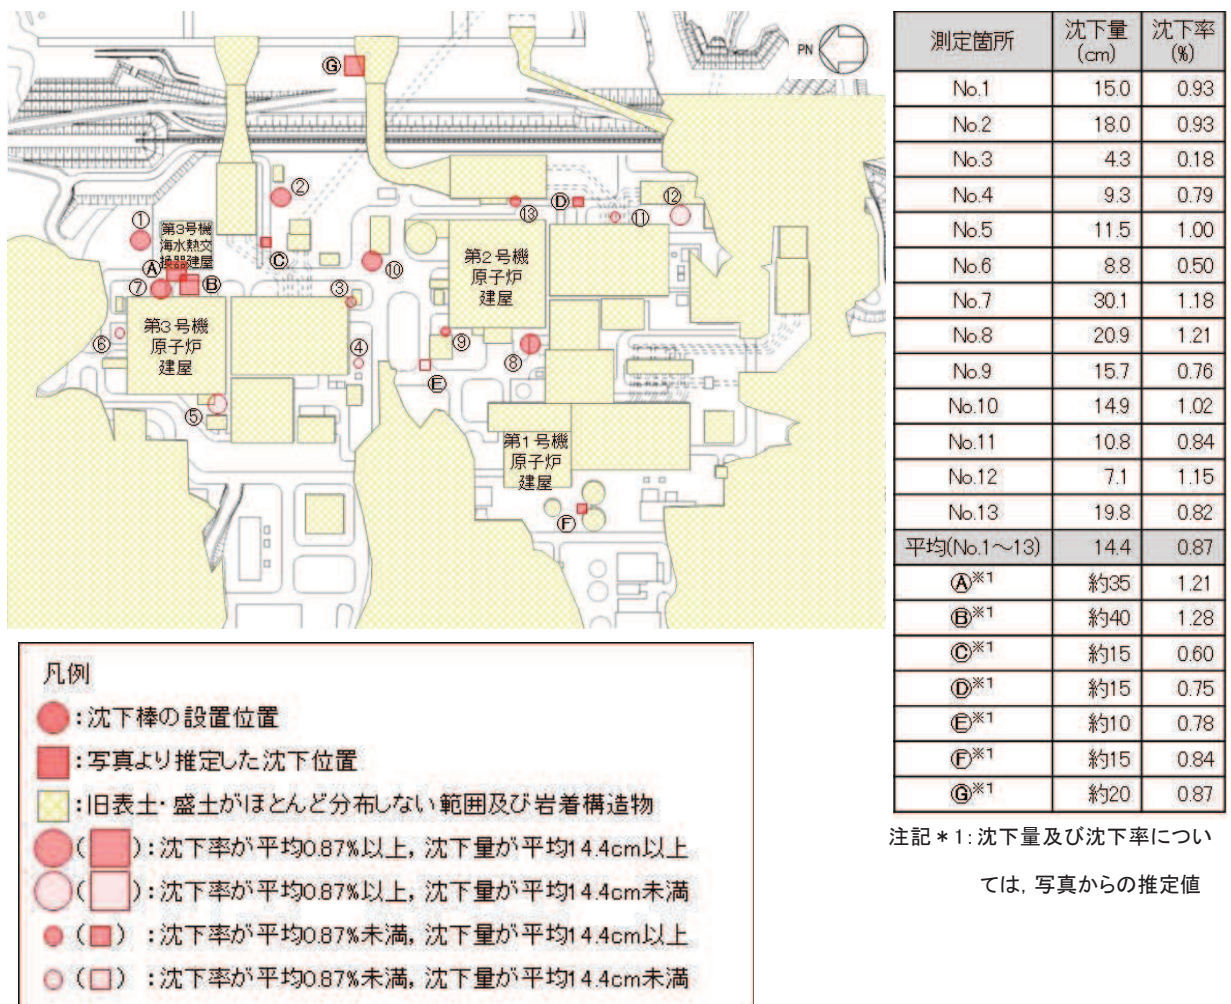 PN
Ⓖ
②
①
第3号機
海水熱交
換器建屋
Ⓐ
Ⓑ
Ⓒ
⑦
⑩
③
⑬
Ⓓ
⑪
⑫
第2号機
原子炉
建屋
第3号機
原子炉
建屋
⑥
④
⑨
⑧
Ⓔ
⑤
第1号機
原子炉
建屋
Ⓕ
測定箇所 沈下量(cm) 沈下率(%)
No.1 15.0 0.93
No.2 18.0 0.93
No.3 4.3 0.18
No.4 9.3 0.79
No.5 11.5 1.00
No.6 8.8 0.50
No.7 30.1 1.18
No.8 20.9 1.21
No.9 15.7 0.76
No.10 14.9 1.02
No.11 10.8 0.84
No.12 7.1 1.15
No.13 19.8 0.82
平均(No.1～13) 14.4 0.87
Ⓐ※1 約35 1.21
Ⓑ※1 約40 1.28
Ⓒ※1 約15 0.60
Ⓓ※1 約15 0.75
Ⓔ※1 約10 0.78
Ⓕ※1 約15 0.84
Ⓖ※1 約20 0.87
注記＊1：沈下量及び沈下率につい
ては，写真からの推定値
凡例
：沈下棒の設置位置
：写真より推定した沈下位置
：旧表土・盛土がほとんど分布しない範囲及び岩着構造物
( )：沈下率が平均0.87%以上，沈下量が平均14.4cm以上
( )：沈下率が平均0.87%以上，沈下量が平均14.4cm未満
( )：沈下率が平均0.87%未満，沈下量が平均14.4cm以上
( )：沈下率が平均0.87%未満，沈下量が平均14.4cm未満